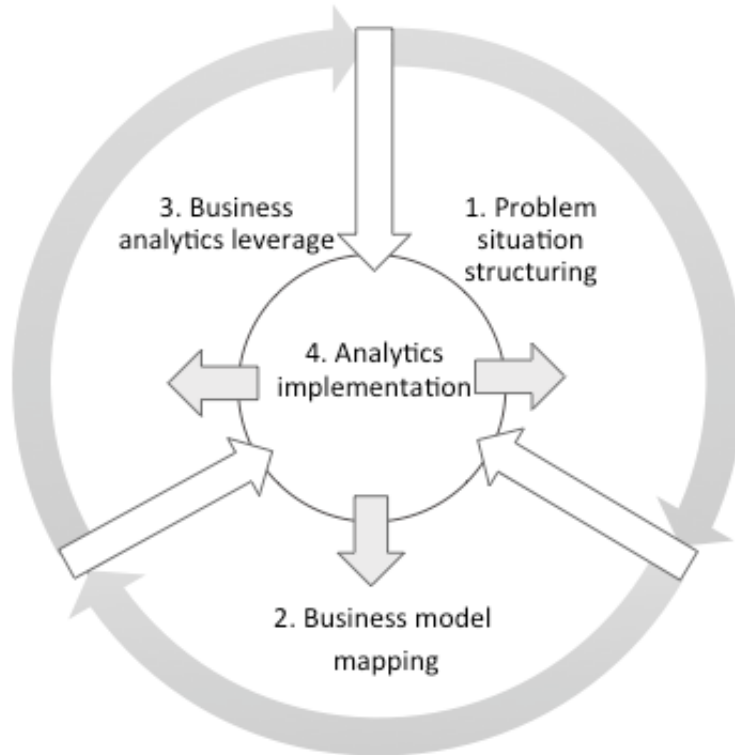 3. Business
analytics leverage
1. Problem
situation
structuring
4. Analytics
implementation
2. Business model
mapping